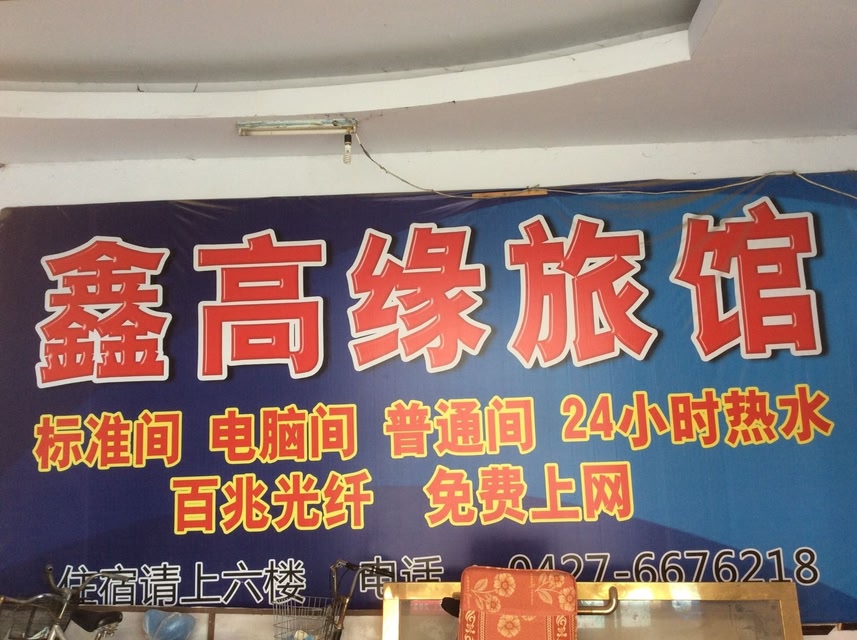 鑫高缘旅馆
标准间 电脑间 普通间 24小时热水
百兆光纤 免费上网
住宿请上六楼 电话 0427-6676218